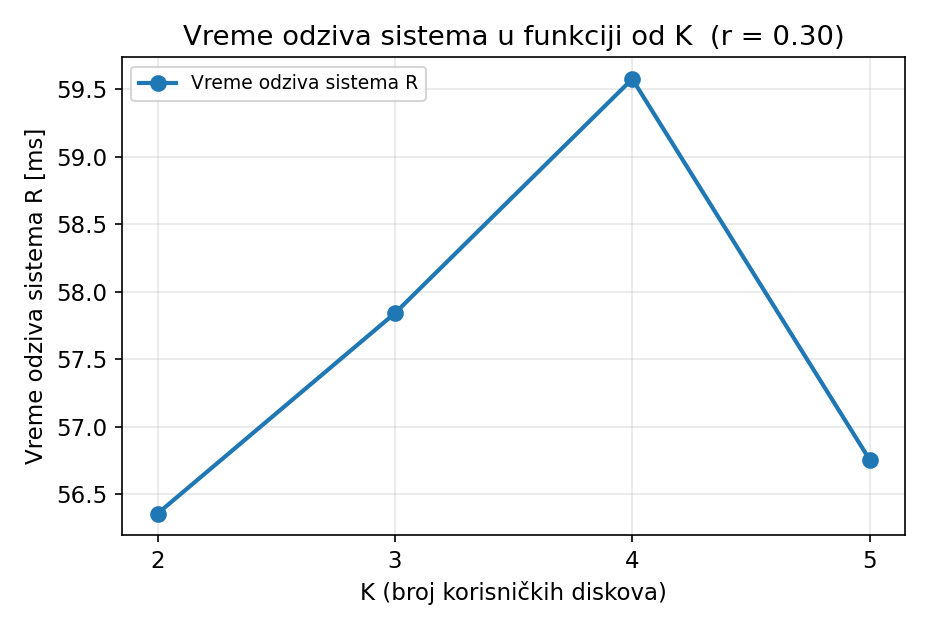 Vreme odziva sistema u funkciji od K  (r = 0.30)
Vreme odziva sistema R
Vreme odziva sistema R [ms]
59.5
59.0
58.5
58.0
57.5
57.0
56.5
2 3 4 5
K (broj korisničkih diskova)